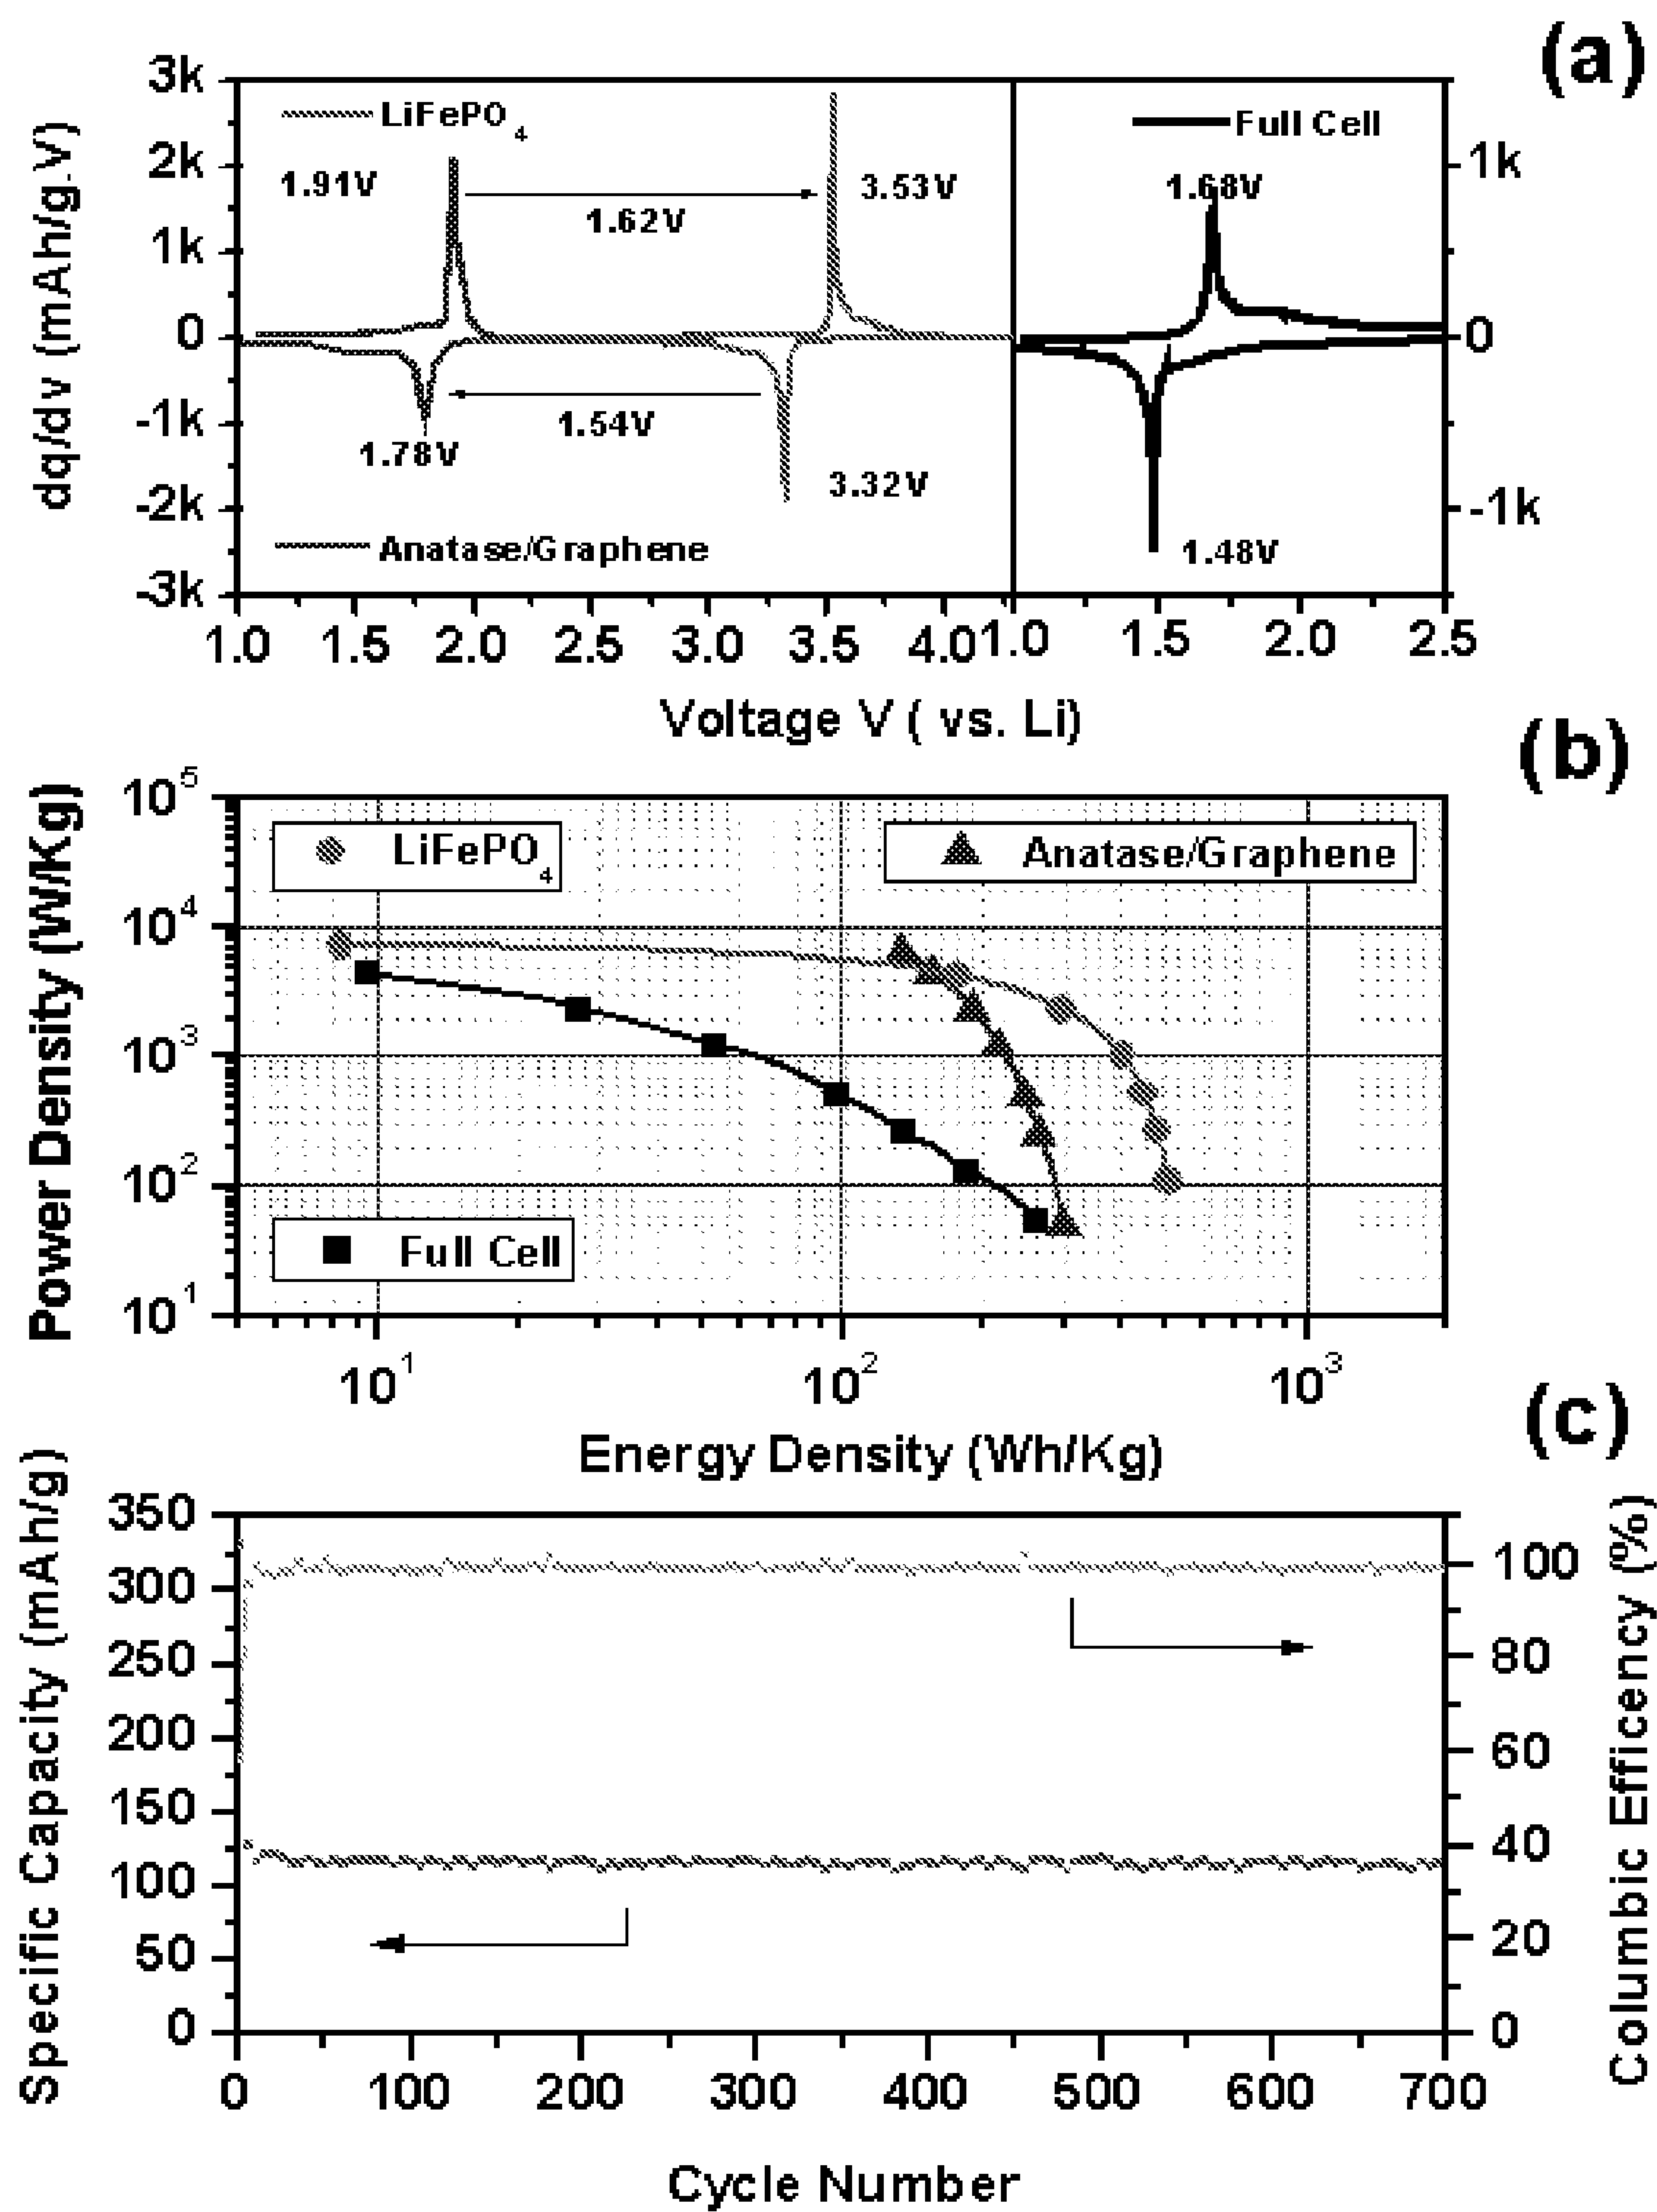 (a)
3k
2k
1k
0
-1k
-2k
-3k
dq/dv (mAh/g.V)
LiFePO4
1.91V
1.62V
3.53V
1.54V
1.78V
3.32V
Anatase/Graphene
Full Cell
1.68V
1.48V
1k
0
-1k
1.0 1.5 2.0 2.5 3.0 3.5 4.0 1.0 1.5 2.0 2.5
Voltage V ( vs. Li)
(b)
10^5
10^4
10^3
10^2
10^1
Power Density (W/Kg)
LiFePO4
Anatase/Graphene
Full Cell
10^1 10^2 10^3
Energy Density (Wh/Kg)
(c)
350
300
250
200
150
100
50
0
Specific Capacity (mAh/g)
100
80
60
40
20
0
Columbic Efficency (%)
0 100 200 300 400 500 600 700
Cycle Number